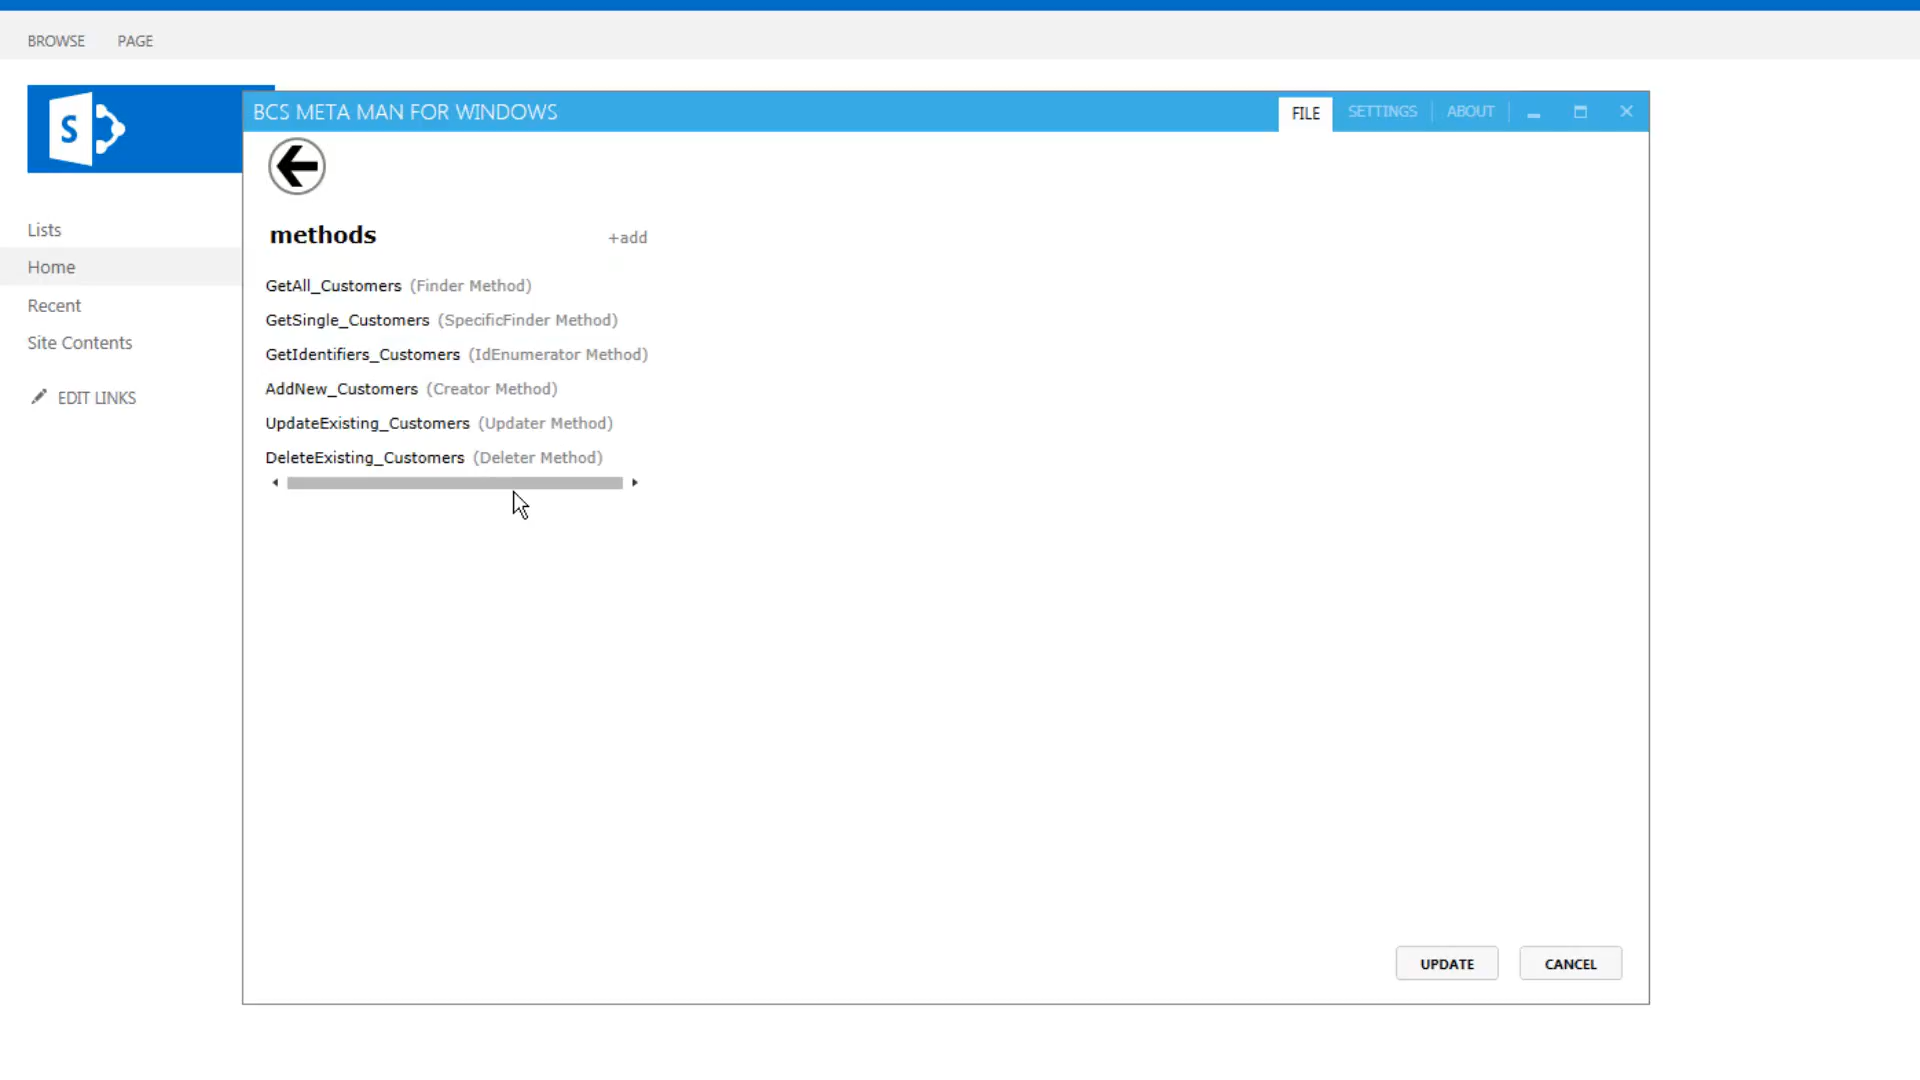 BROWSE PAGE
S
BCS META MAN FOR WINDOWS
FILE SETTINGS ABOUT
Lists
Home
Recent
Site Contents
EDIT LINKS
methods +add
GetAll_Customers (Finder Method)
GetSingle_Customers (SpecificFinder Method)
GetIdentifiers_Customers (IdEnumerator Method)
AddNew_Customers (Creator Method)
UpdateExisting_Customers (Updater Method)
DeleteExisting_Customers (Deleter Method)
UPDATE CANCEL